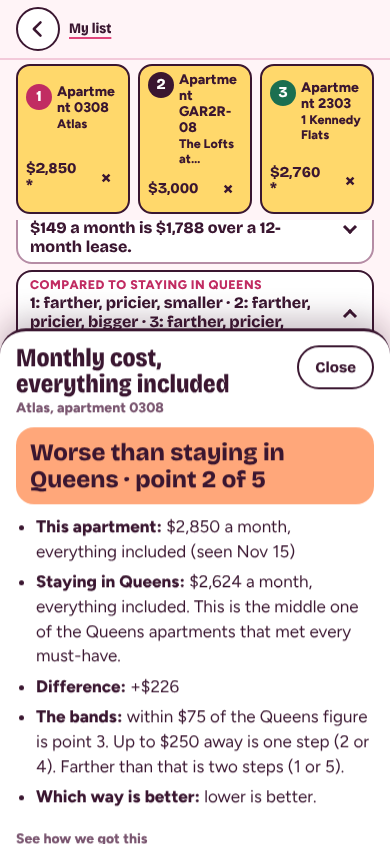 My list
1
Apartme
nt 0308
Atlas
$2,850
*
×
2
Apartme
nt
GAR2R-
08
The Lofts
at...
$3,000
×
3
Apartme
nt 2303
1 Kennedy
Flats
$2,760
*
×
$149 a month is $1,788 over a 12-
month lease.
COMPARED TO STAYING IN QUEENS
1: farther, pricier, smaller · 2: farther,
pricier, bigger · 3: farther, pricier,
Monthly cost,
everything included
Close
Atlas, apartment 0308
Worse than staying in
Queens · point 2 of 5
• This apartment: $2,850 a month,
everything included (seen Nov 15)
• Staying in Queens: $2,624 a month,
everything included. This is the middle one
of the Queens apartments that met every
must-have.
• Difference: +$226
• The bands: within $75 of the Queens figure
is point 3. Up to $250 away is one step (2 or
4). Farther than that is two steps (1 or 5).
• Which way is better: lower is better.
See how we got this